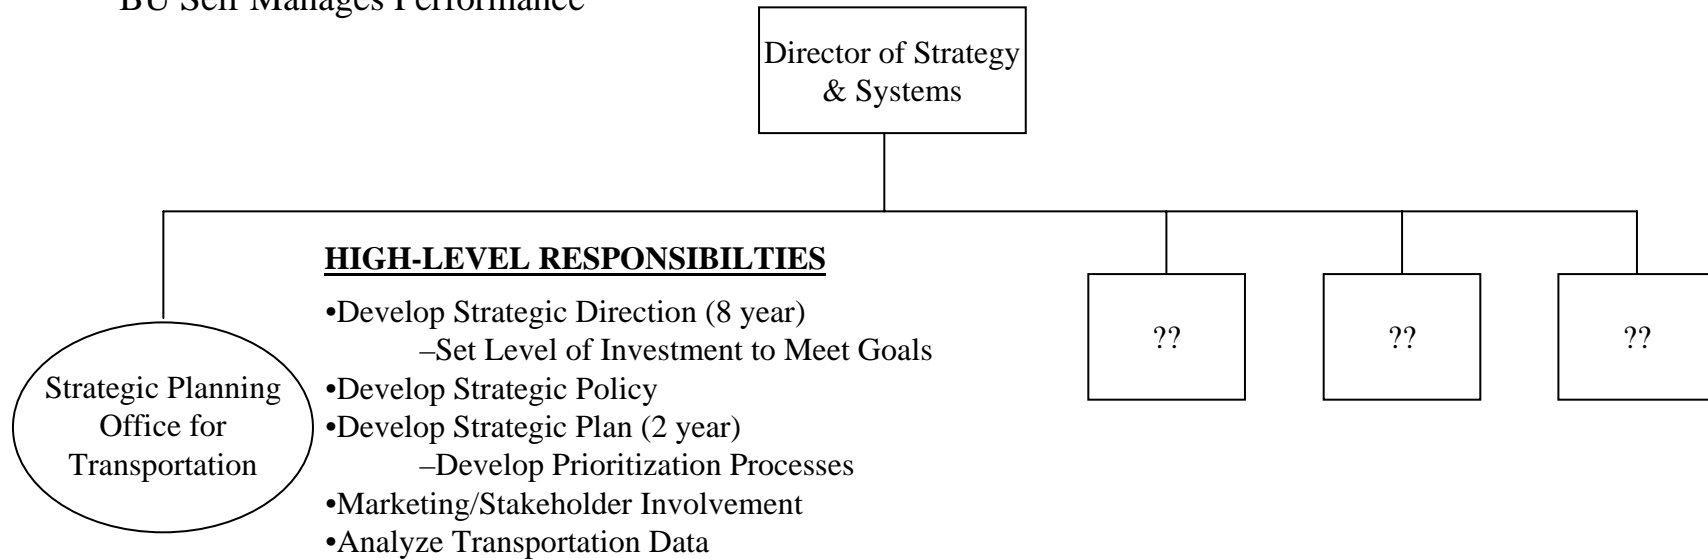 BU Self Manages Performance
Director of Strategy
& Systems
HIGH-LEVEL RESPONSIBILTIES
•Develop Strategic Direction (8 year)
–Set Level of Investment to Meet Goals
•Develop Strategic Policy
•Develop Strategic Plan (2 year)
–Develop Prioritization Processes
•Marketing/Stakeholder Involvement
•Analyze Transportation Data
Strategic Planning
Office for
Transportation
??
??
??